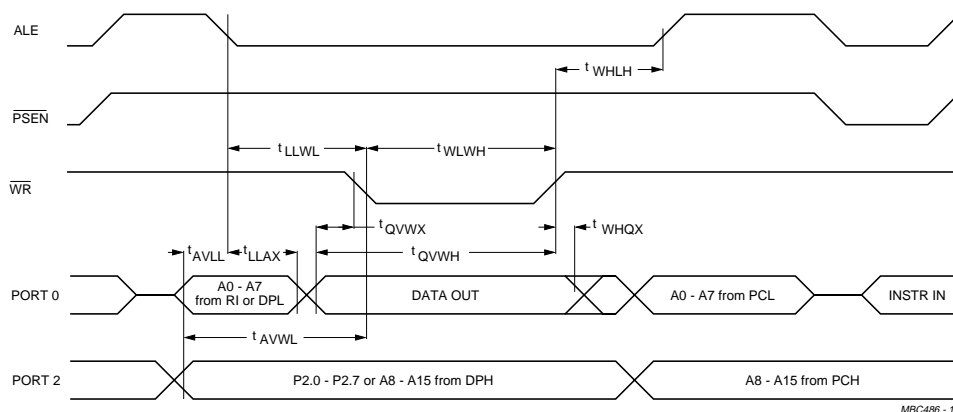 ALE
t WHLH
PSEN
t LLWL
t WLWH
WR
t QVWX
t WHQX
t AVLL
t LLAX
t QVWH
PORT 0
A0 - A7
from RI or DPL
DATA OUT
A0 - A7 from PCL
INSTR IN
t AVWL
PORT 2
P2.0 - P2.7 or A8 - A15 from DPH
A8 - A15 from PCH
MBC486 - 1